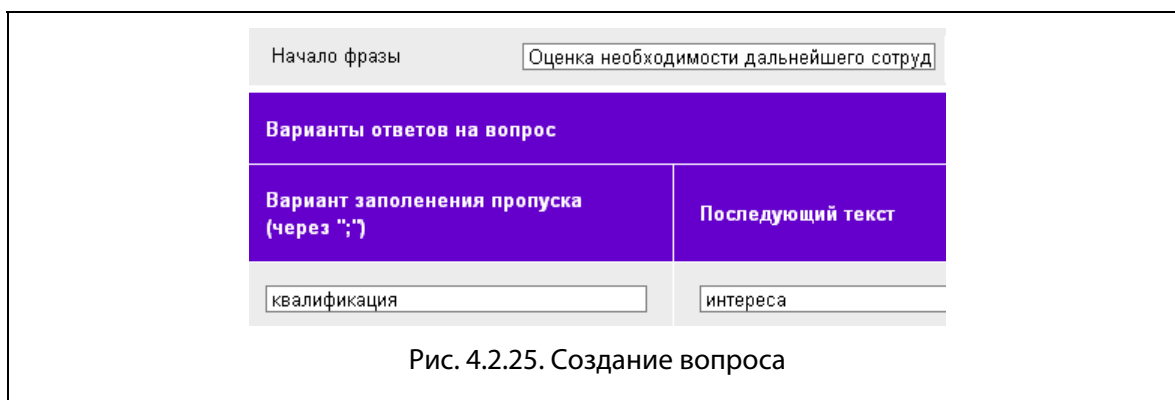 Начало фразы Оценка необходимости дальнейшего сотруд
Варианты ответов на вопрос
Вариант заполенения пропуска
(через ";")
Последующий текст
квалификация интереса
Рис. 4.2.25. Создание вопроса